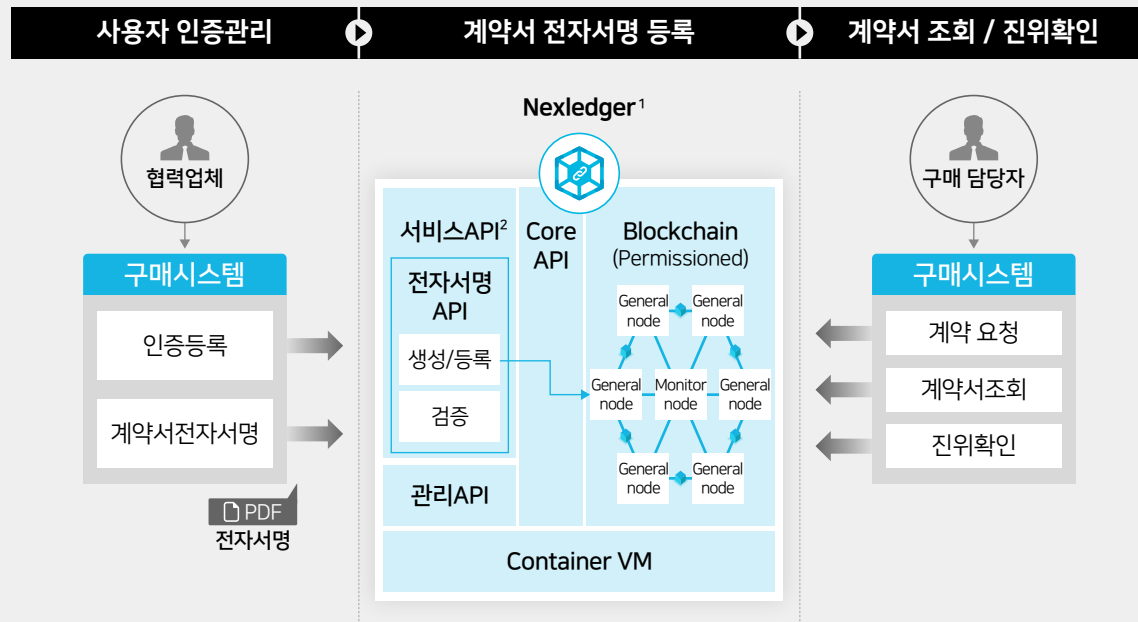 사용자 인증관리
계약서 전자서명 등록
계약서 조회 / 진위확인
협력업체
구매시스템
인증등록
계약서전자서명
PDF
전자서명
Nexledger¹
서비스API²
전자서명
API
생성/등록
검증
관리API
Core
API
Blockchain
(Permissioned)
General
node
General
node
General
node
Monitor
node
General
node
General
node
General
node
Container VM
구매 담당자
구매시스템
계약 요청
계약서조회
진위확인